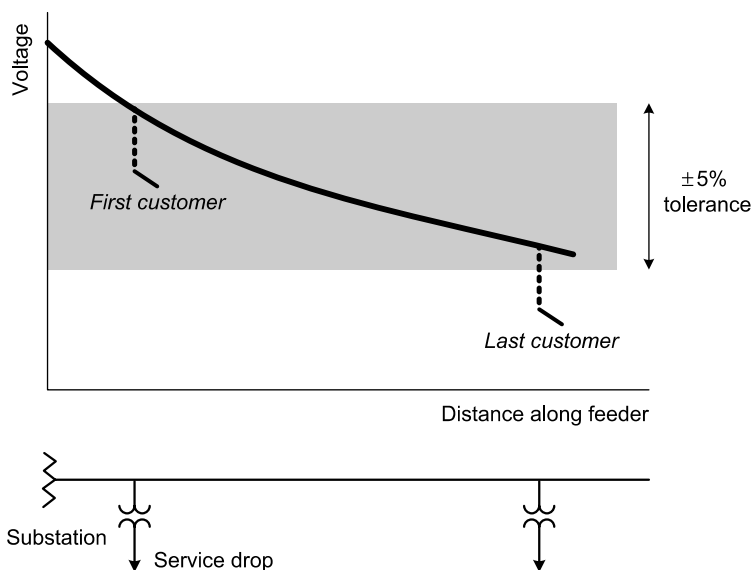 Voltage
First customer
±5%
tolerance
Last customer
Distance along feeder
Substation
Service drop